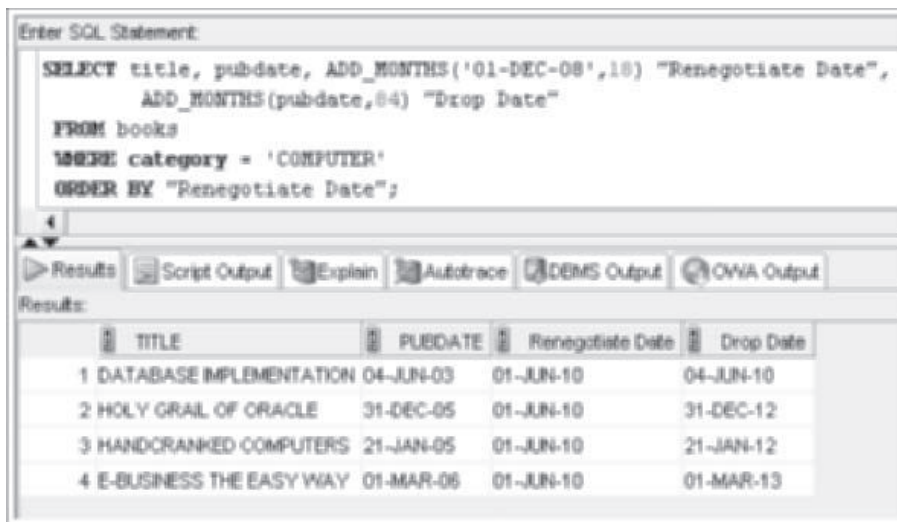 Enter SQL Statement:
SELECT title, pubdate, ADD_MONTHS('01-DEC-08',18) "Renegotiate Date",
ADD_MONTHS(pubdate,84) "Drop Date"
FROM books
WHERE category = 'COMPUTER'
ORDER BY "Renegotiate Date";
Results Script Output Explain Autotrace DBMS Output OWA Output
Results:
TITLE PUBDATE Renegotiate Date Drop Date
1 DATABASE IMPLEMENTATION 04-JUN-03 01-JUN-10 04-JUN-10
2 HOLY GRAIL OF ORACLE 31-DEC-05 01-JUN-10 31-DEC-12
3 HANDCRANKED COMPUTERS 21-JAN-05 01-JUN-10 21-JAN-12
4 E-BUSINESS THE EASY WAY 01-MAR-06 01-JUN-10 01-MAR-13